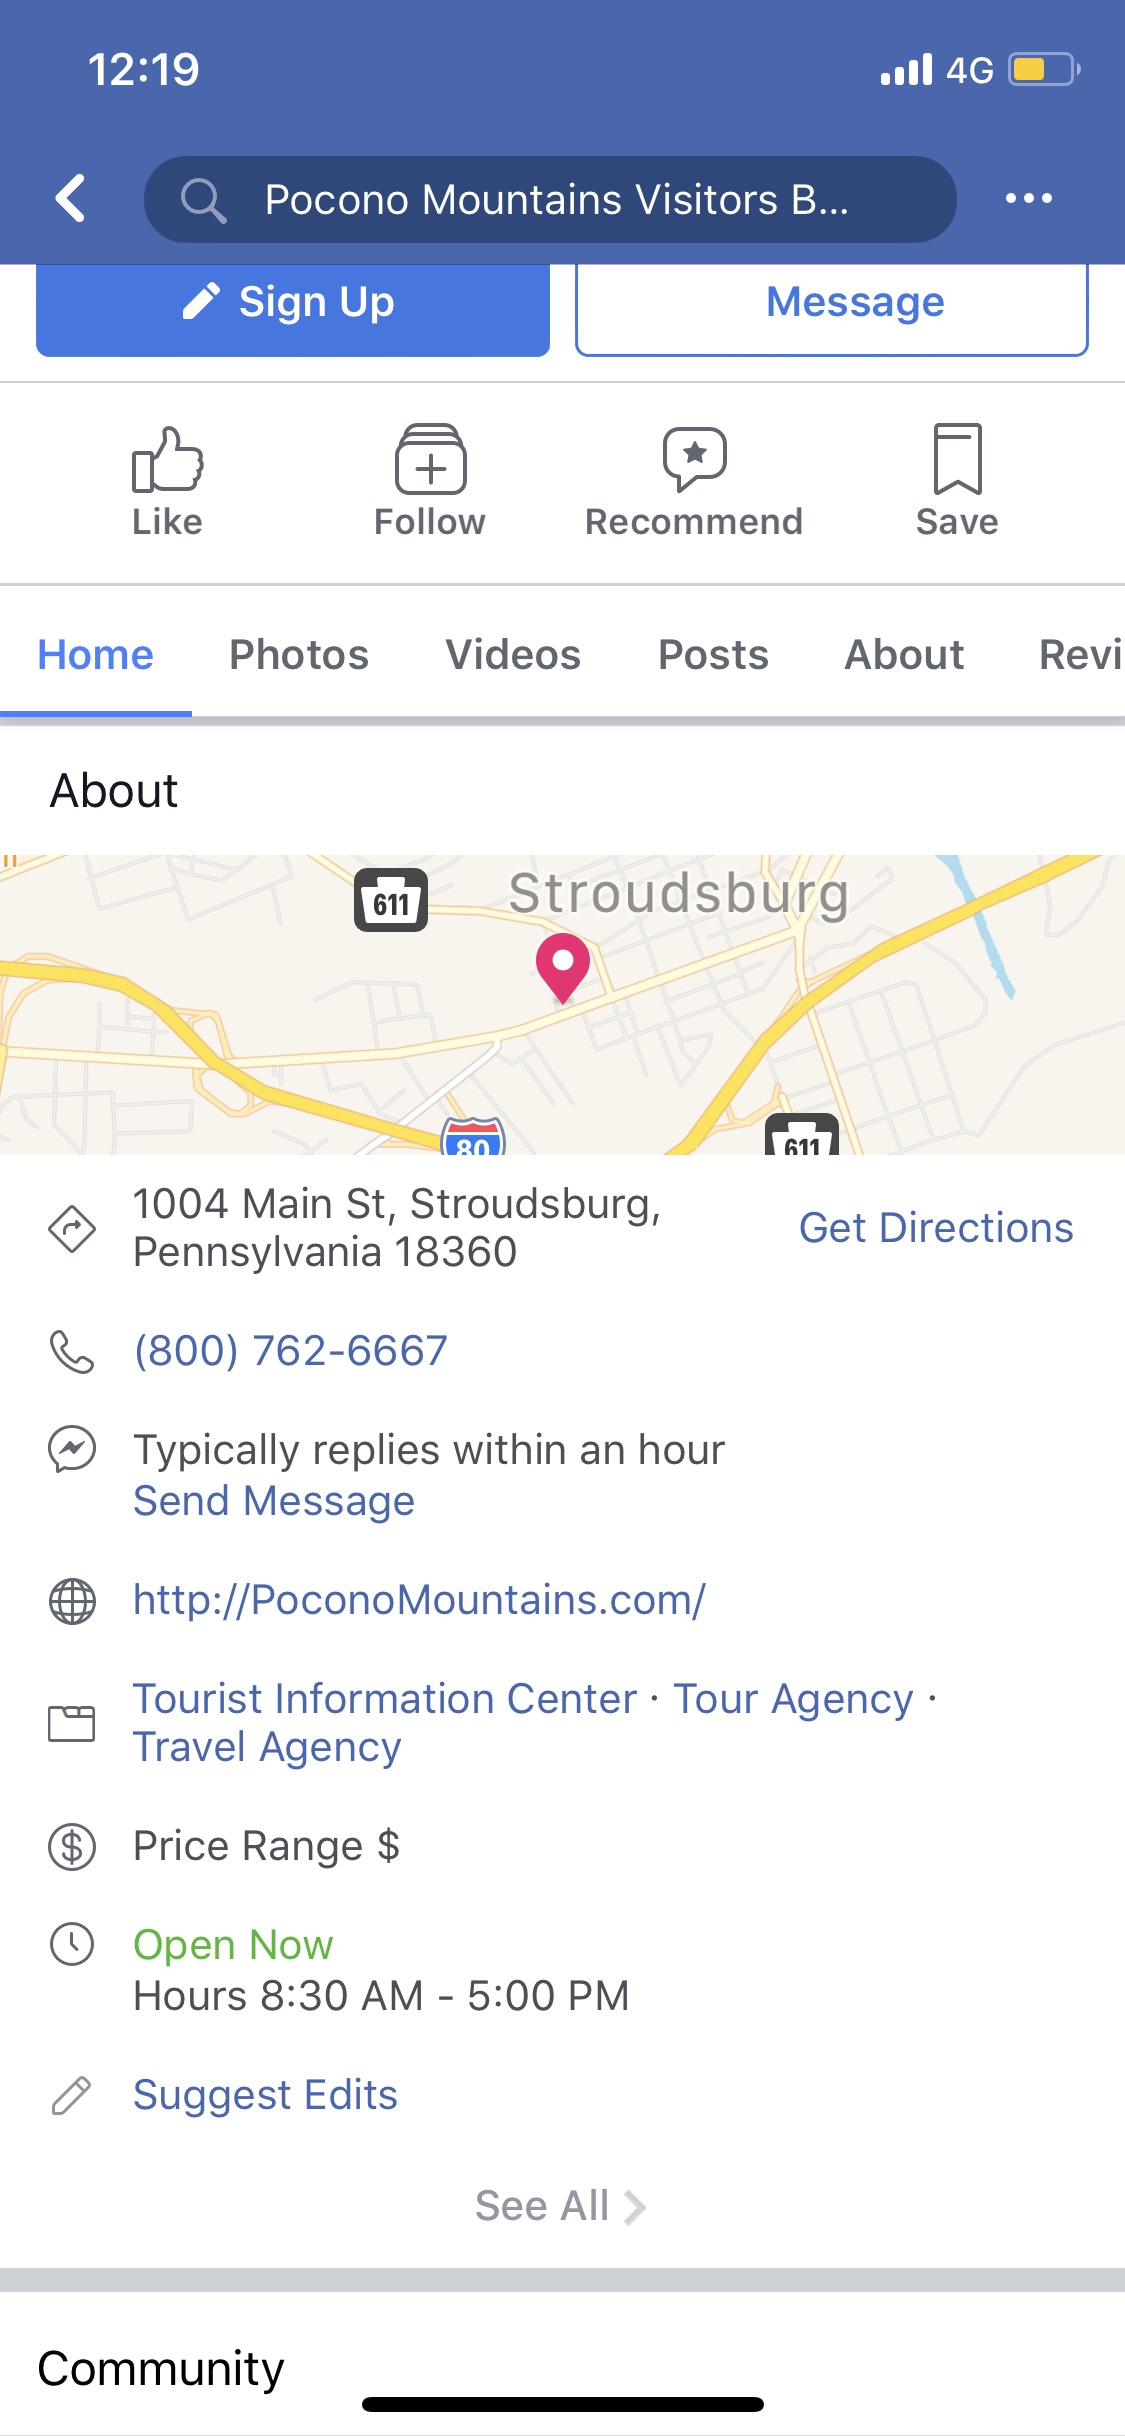 12:19
4G
Pocono Mountains Visitors B...
Sign Up
Message
Like
Follow
Recommend
Save
Home
Photos
Videos
Posts
About
Revi
About
611
Stroudsburg
80
611
1004 Main St, Stroudsburg,
Pennsylvania 18360
Get Directions
(800) 762-6667
Typically replies within an hour
Send Message
http://PoconoMountains.com/
Tourist Information Center · Tour Agency ·
Travel Agency
Price Range $
Open Now
Hours 8:30 AM - 5:00 PM
Suggest Edits
See All
Community